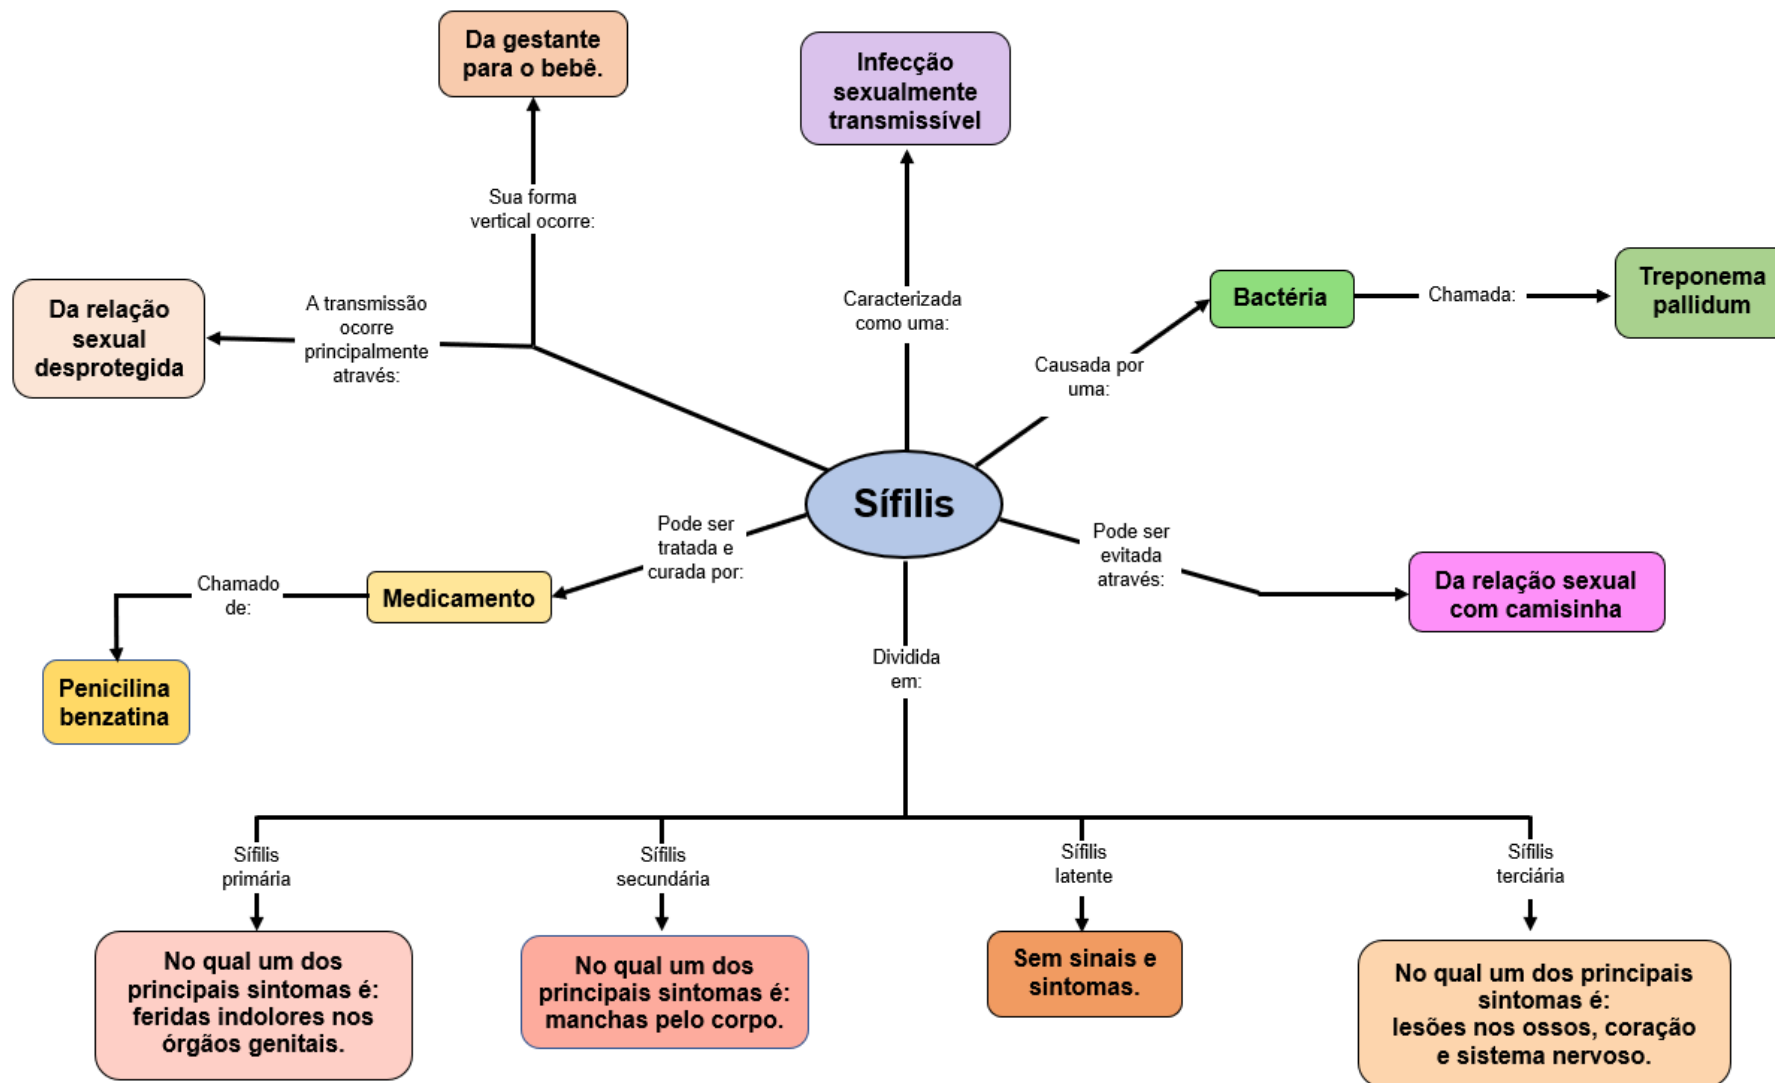 Da gestante
para o bebê.
Infecção
sexualmente
transmissível
Sua forma
vertical ocorre:
Da relação
sexual
desprotegida
A transmissão
ocorre
principalmente
através:
Caracterizada
como uma:
Bactéria
Chamada:
Treponema
pallidum
Causada por
uma:
Sífilis
Pode ser
tratada e
curada por:
Pode ser
evitada
através:
Chamado
de:
Medicamento
Da relação sexual
com camisinha
Penicilina
benzatina
Dividida
em:
Sífilis
primária
Sífilis
secundária
Sífilis
latente
Sífilis
terciária
No qual um dos
principais sintomas é:
feridas indolores nos
órgãos genitais.
No qual um dos
principais sintomas é:
manchas pelo corpo.
Sem sinais e
sintomas.
No qual um dos principais
sintomas é:
lesões nos ossos, coração
e sistema nervoso.